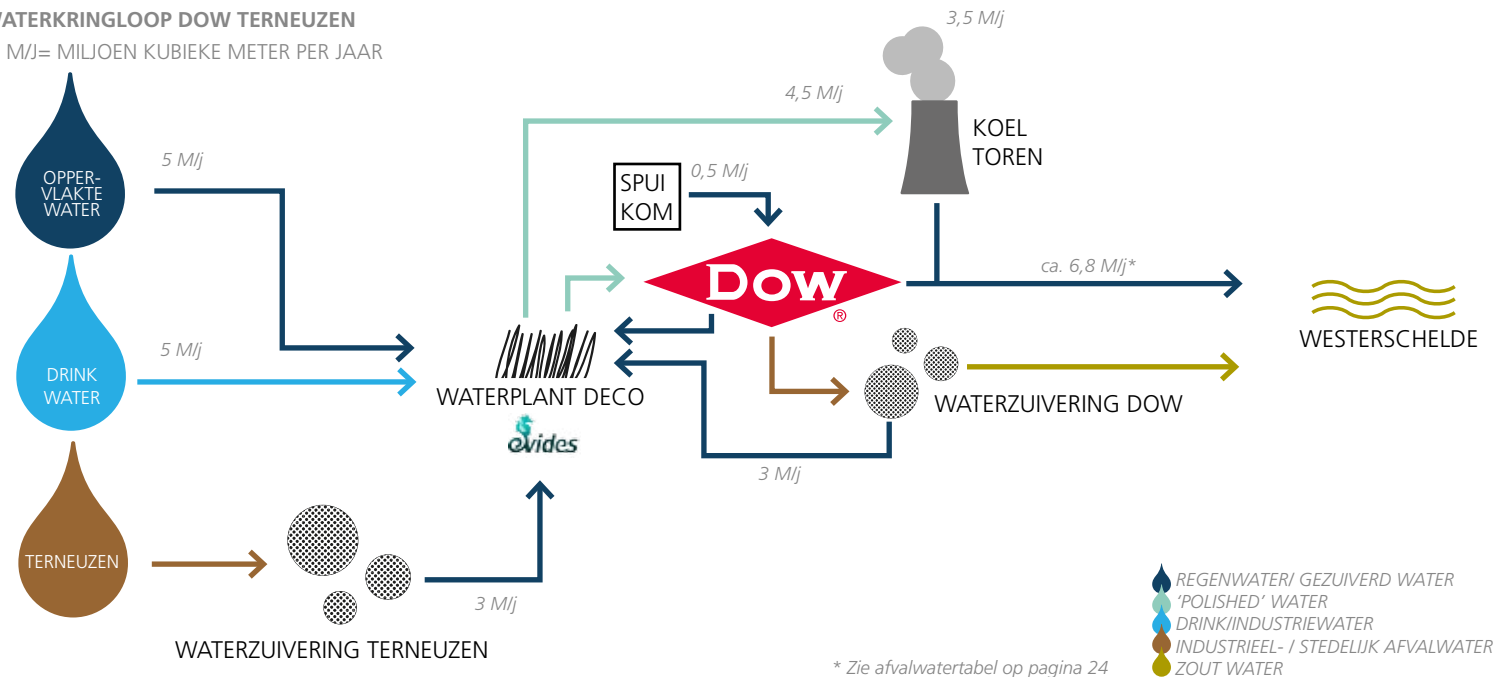 WATERKRINGLOOP DOW TERNEUZEN
M/J= MILJOEN KUBIEKE METER PER JAAR
3,5 M/j
4,5 M/j
KOEL
TOREN
5 M/j
OPPER-
VLAKTE
WATER
SPUI
KOM
0,5 M/j
DOW
®
ca. 6,8 M/j*
WESTERSCHELDE
5 M/j
DRINK
WATER
WATERPLANT DECO
evides
WATERZUIVERING DOW
3 M/j
TERNEUZEN
3 M/j
WATERZUIVERING TERNEUZEN
REGENWATER/ GEZUIVERD WATER
'POLISHED' WATER
DRINK/INDUSTRIEWATER
INDUSTRIEEL- / STEDELIJK AFVALWATER
ZOUT WATER
* Zie afvalwatertabel op pagina 24